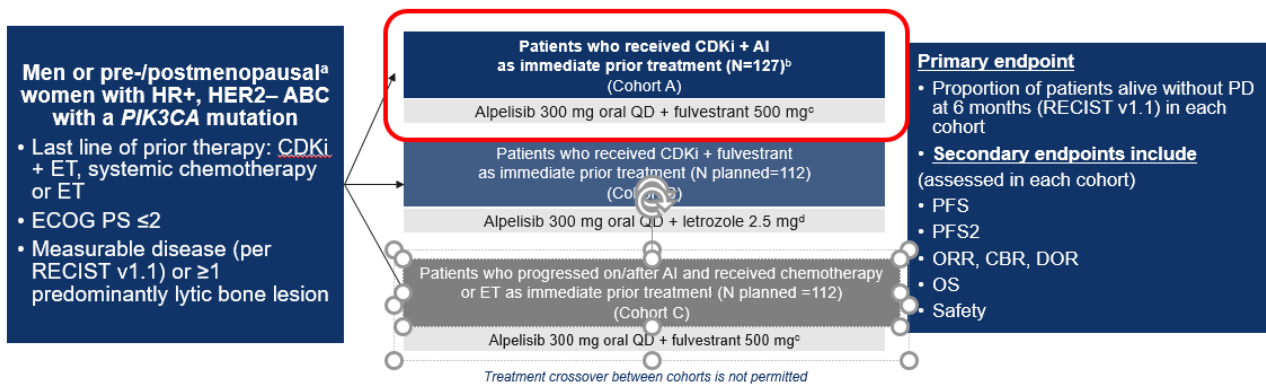 Men or pre-/postmenopausalᵃ
women with HR+, HER2– ABC
with a PIK3CA mutation
• Last line of prior therapy: CDKi
+ ET, systemic chemotherapy
or ET
• ECOG PS ≤2
• Measurable disease (per
RECIST v1.1) or ≥1
predominantly lytic bone lesion
Patients who received CDKi + AI
as immediate prior treatment (N=127)ᵇ
(Cohort A)
Alpelisib 300 mg oral QD + fulvestrant 500 mgᶜ
Patients who received CDKi + fulvestrant
as immediate prior treatment (N planned=112)
Alpelisib 300 mg oral QD + letrozole 2.5 mgᵈ
Patients who progressed on/after AI and received chemotherapy
or ET as immediate prior treatment (N planned =112)
(Cohort C)
Alpelisib 300 mg oral QD + fulvestrant 500 mgᶜ
Treatment crossover between cohorts is not permitted
Primary endpoint
• Proportion of patients alive without PD
at 6 months (RECIST v1.1) in each
cohort
• Secondary endpoints include
(assessed in each cohort)
• PFS
• PFS2
• ORR, CBR, DOR
• OS
• Safety